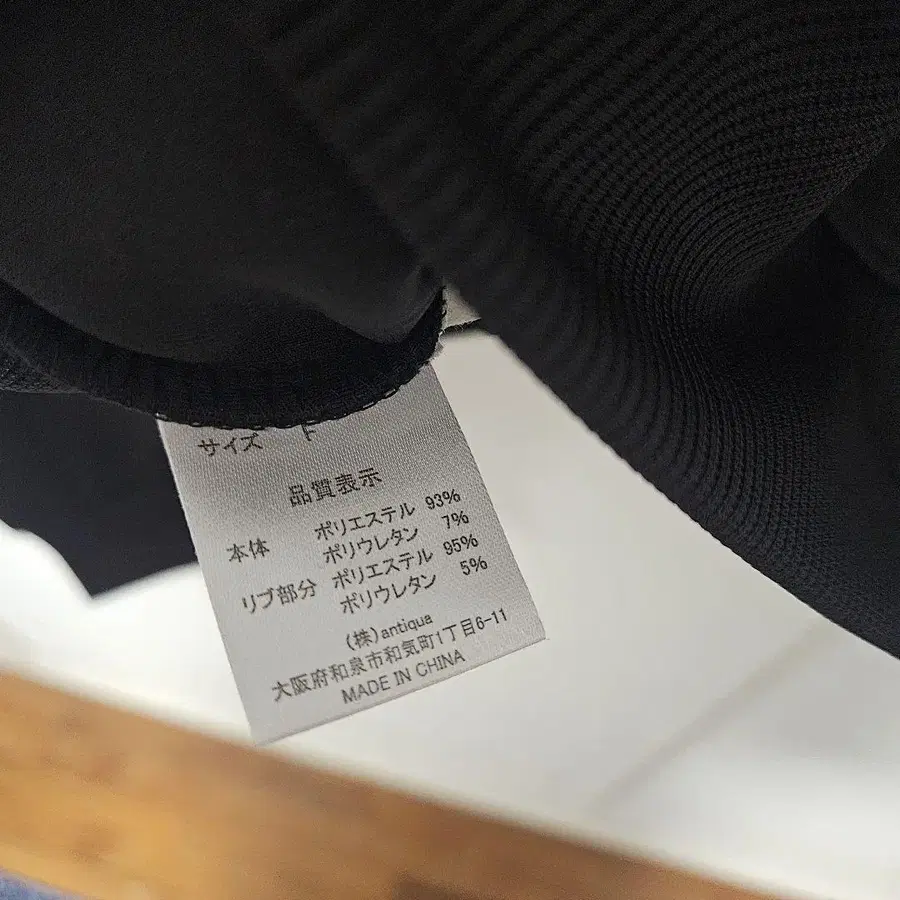 サイズ F
品質表示
本体 ポリエステル 93%
ポリウレタン 7%
リブ部分 ポリエステル 95%
ポリウレタン 5%
(株)antiqua
大阪府和泉市和気町1丁目6-11
MADE IN CHINA